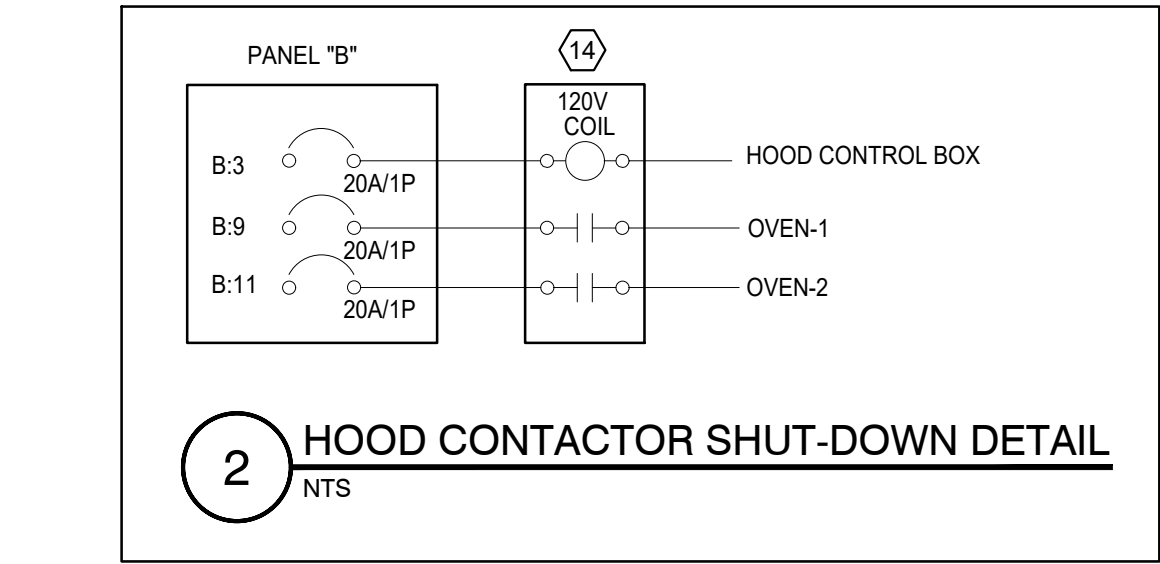 PANEL "B"
14
120V
COIL
B:3
20A/1P
HOOD CONTROL BOX
B:9
20A/1P
OVEN-1
B:11
20A/1P
OVEN-2
2
HOOD CONTACTOR SHUT-DOWN DETAIL
NTS